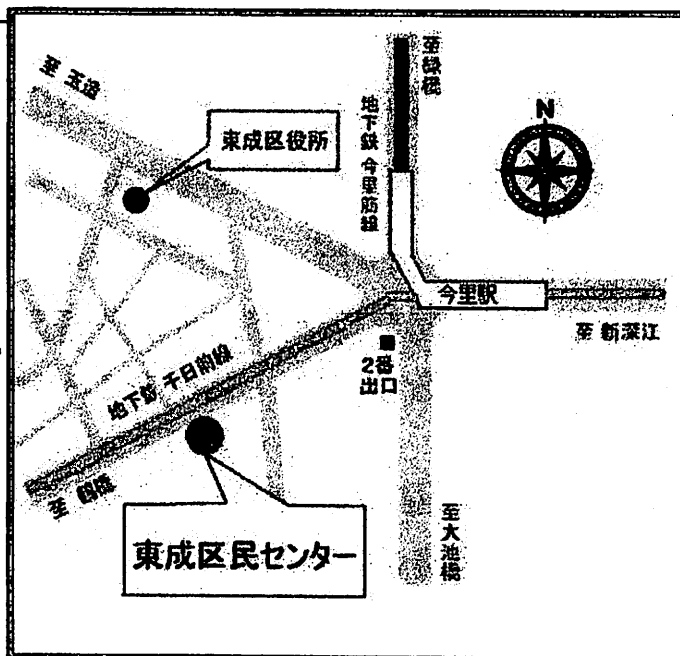 至 玉造
東成区役所
至緑橋
地下鉄 今里筋線
N
今里駅
至 新深江
2番出口
地下鉄 千日前線
至 鶴橋
東成区民センター
至大池橋